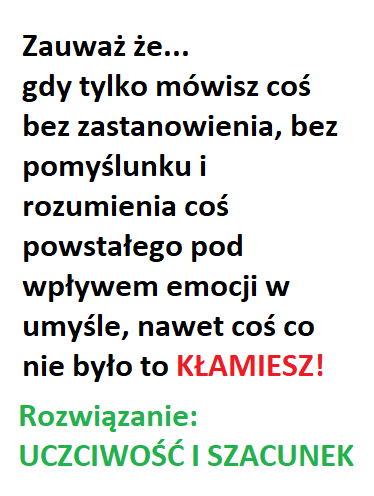 Zauważ że...
gdy tylko mówisz coś
bez zastanowienia, bez
pomyślunku i
rozumienia coś
powstałego pod
wpływem emocji w
umyśle, nawet coś co
nie było to KŁAMIESZ!
Rozwiązanie:
UCZCIWOŚĆ I SZACUNEK